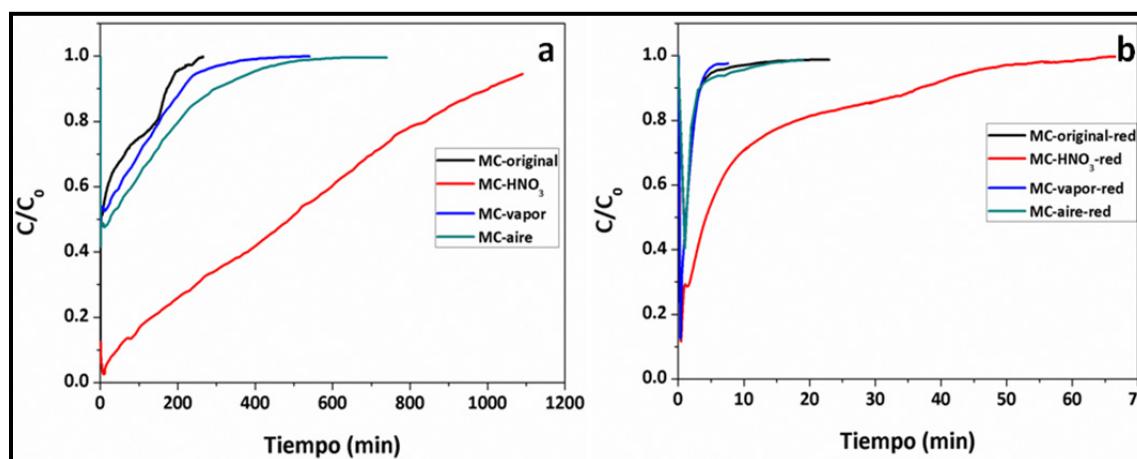 a
C/C₀
1.0
0.8
0.6
0.4
0.2
0.0
0
200
400
600
800
1000
1200
Tiempo (min)
MC-original
MC-HNO₃
MC-vapor
MC-aire
b
C/C₀
1.0
0.8
0.6
0.4
0.2
0.0
0
10
20
30
40
50
60
7
Tiempo (min)
MC-original-red
MC-HNO₃-red
MC-vapor-red
MC-aire-red